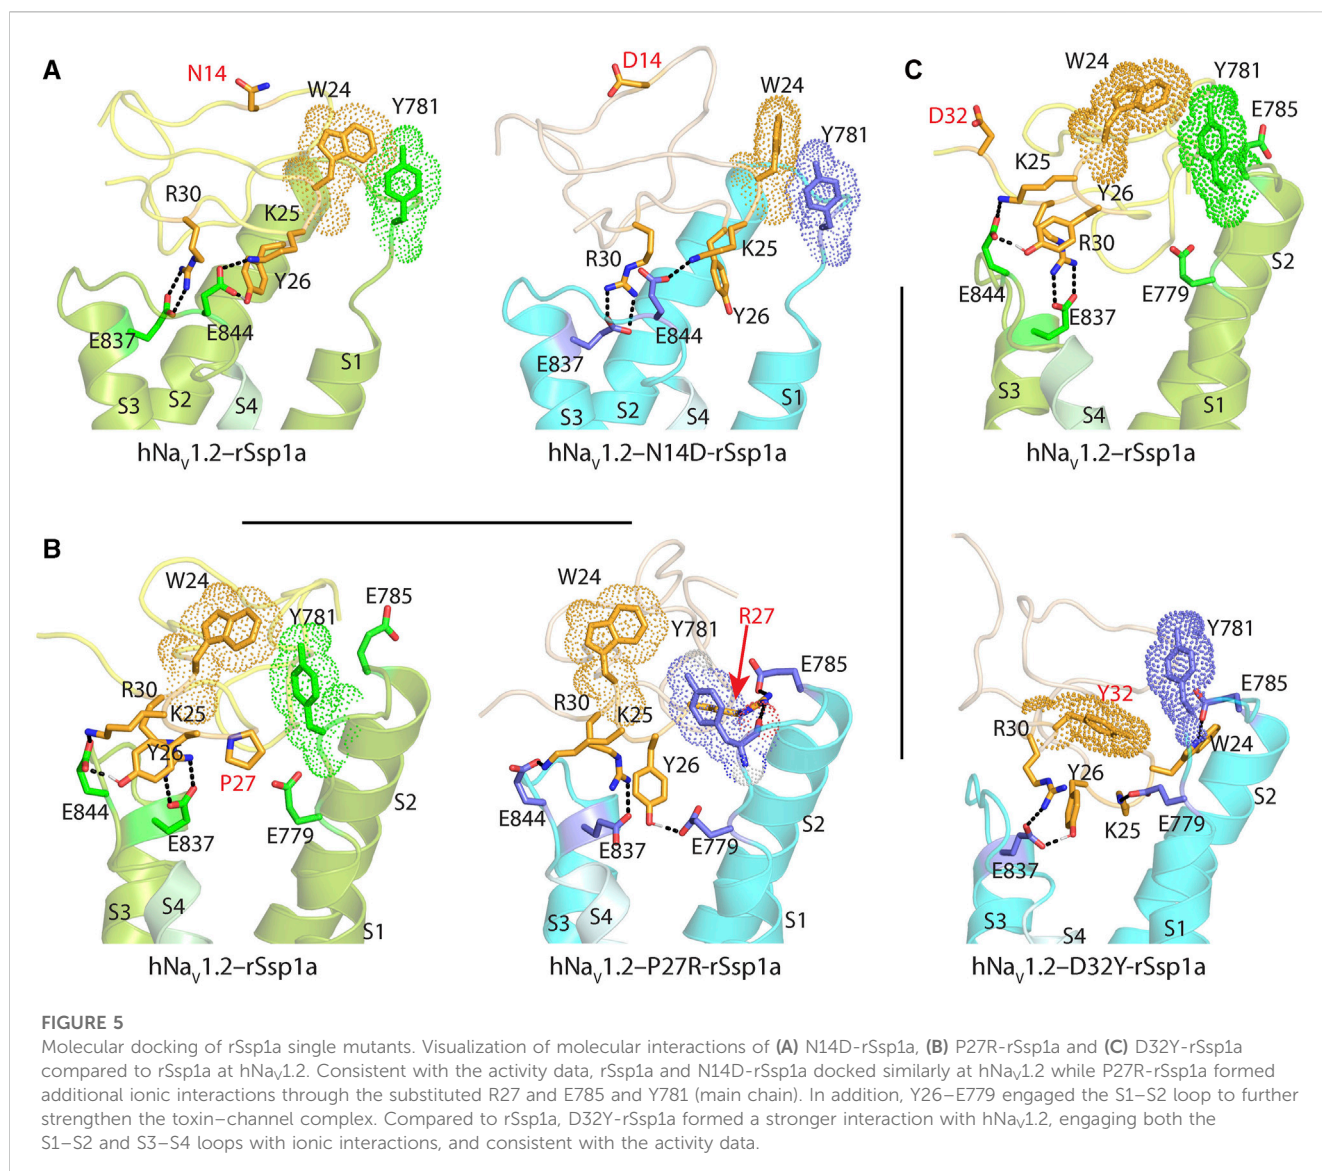 A
N14
W24
Y781
R30
K25
Y26
E837
E844
S3
S2
S4
S1
hNaV1.2–rSsp1a
D14
W24
Y781
R30
K25
Y26
E844
E837
S3
S2
S4
S1
hNaV1.2–N14D-rSsp1a
C
W24
Y781
D32
E785
K25
Y26
R30
S2
E844
E779
E837
S3
S4
S1
hNaV1.2–rSsp1a
B
W24
Y781
E785
R30
K25
Y26
P27
E844
E837
E779
S2
S3
S4
S1
hNaV1.2–rSsp1a
W24
Y781
R27
E785
R30
K25
Y26
E844
E837
E779
S2
S3
S4
S1
hNaV1.2–P27R-rSsp1a
Y781
E785
Y32
R30
W24
Y26
K25
E779
S2
E837
S3
S4
S1
hNaV1.2–D32Y-rSsp1a
FIGURE 5
Molecular docking of rSsp1a single mutants. Visualization of molecular interactions of (A) N14D-rSsp1a, (B) P27R-rSsp1a and (C) D32Y-rSsp1a
compared to rSsp1a at hNaV1.2. Consistent with the activity data, rSsp1a and N14D-rSsp1a docked similarly at hNaV1.2 while P27R-rSsp1a formed
additional ionic interactions through the substituted R27 and E785 and Y781 (main chain). In addition, Y26–E779 engaged the S1–S2 loop to further
strengthen the toxin–channel complex. Compared to rSsp1a, D32Y-rSsp1a formed a stronger interaction with hNaV1.2, engaging both the
S1–S2 and S3–S4 loops with ionic interactions, and consistent with the activity data.